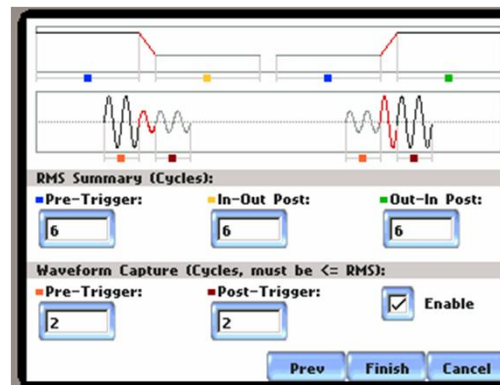 RMS Summary (Cycles):
Pre-Trigger: In-Out Post: Out-In Post:
6 6 6
Waveform Capture (Cycles, must be <= RMS):
Pre-Trigger: Post-Trigger:
2 2 Enable
Prev Finish Cancel